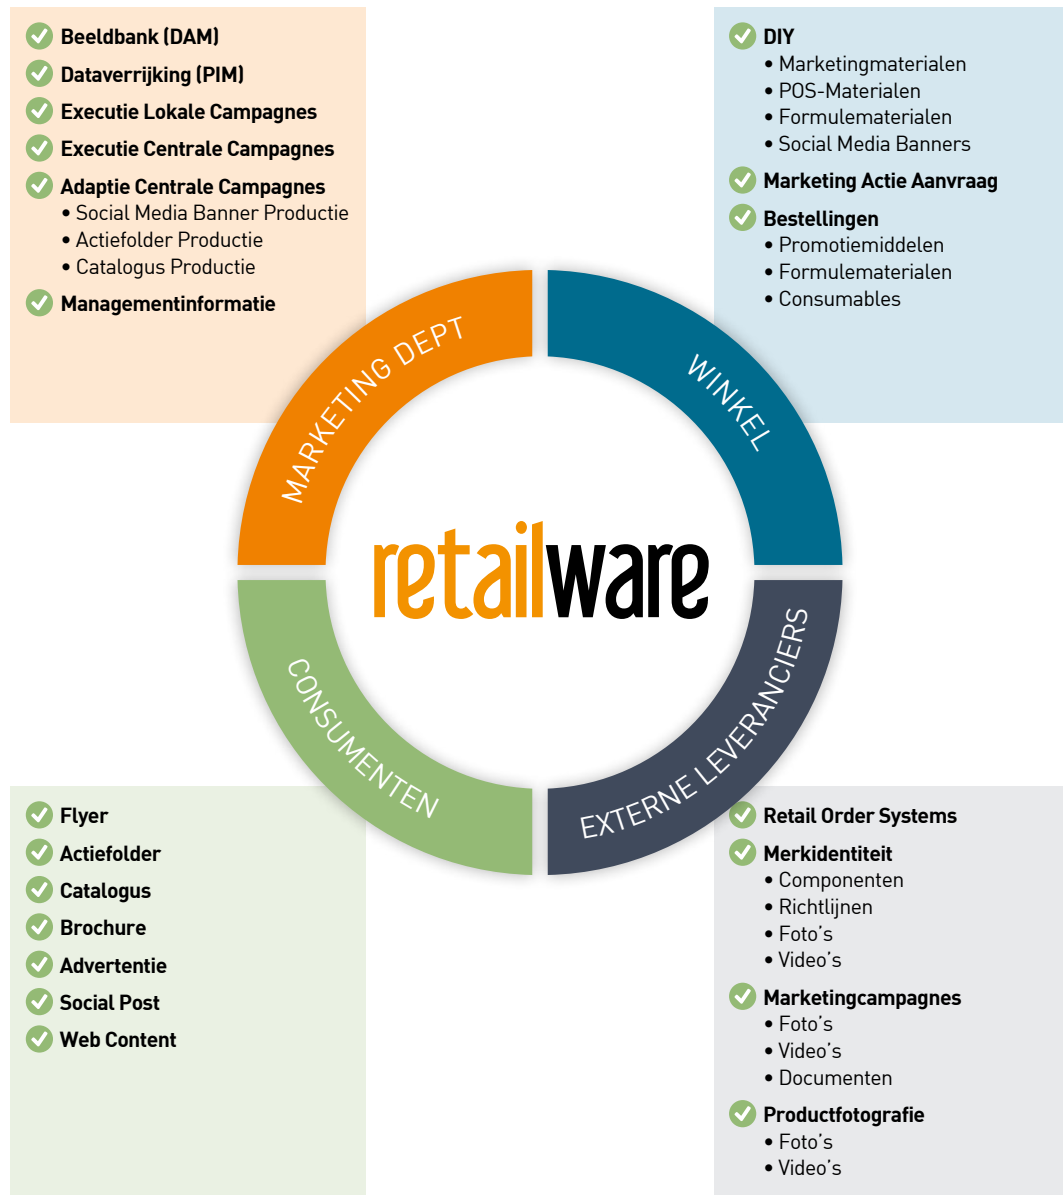 Beeldbank (DAM)
Dataverrijking (PIM)
Executie Lokale Campagnes
Executie Centrale Campagnes
Adaptie Centrale Campagnes
• Social Media Banner Productie
• Actiefolder Productie
• Catalogus Productie
Managementinformatie
DIY
• Marketingmaterialen
• POS-Materialen
• Formulematerialen
• Social Media Banners
Marketing Actie Aanvraag
Bestellingen
• Promotiemiddelen
• Formulematerialen
• Consumables
MARKETING DEPT
WINKEL
retailware
CONSUMENTEN
EXTERNE LEVERANCIERS
Flyer
Actiefolder
Catalogus
Brochure
Advertentie
Social Post
Web Content
Retail Order Systems
Merkidentiteit
• Componenten
• Richtlijnen
• Foto’s
• Video’s
Marketingcampagnes
• Foto’s
• Video’s
• Documenten
Productfotografie
• Foto’s
• Video’s